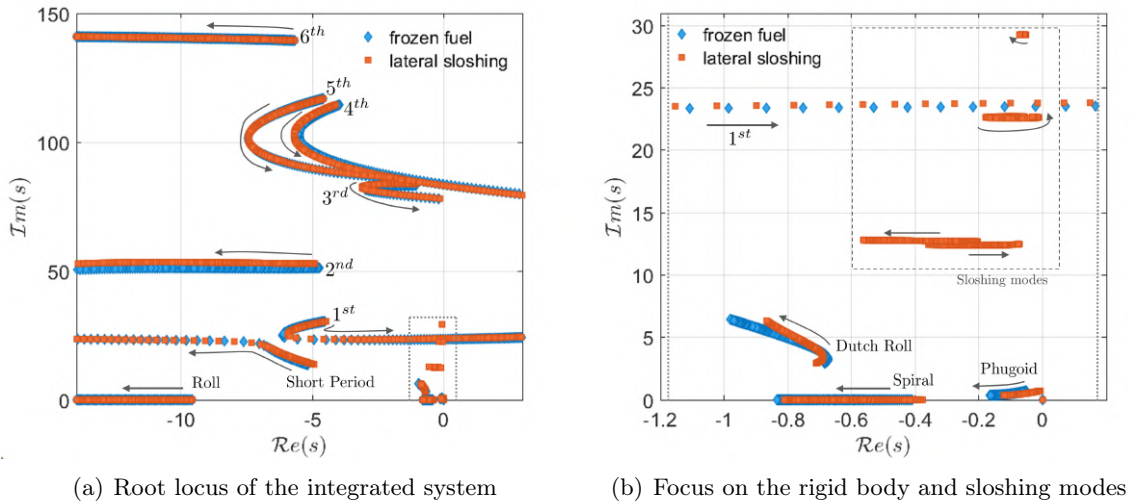 150
100
50
0
-10
-5
0
Im(s)
Re(s)
frozen fuel
lateral sloshing
6th
5th
4th
3rd
2nd
1st
Roll
Short Period
(a) Root locus of the integrated system
30
25
20
15
10
5
0
-1.2
-1
-0.8
-0.6
-0.4
-0.2
0
Im(s)
Re(s)
frozen fuel
lateral sloshing
1st
Sloshing modes
Dutch Roll
Spiral
Phugoid
(b) Focus on the rigid body and sloshing modes